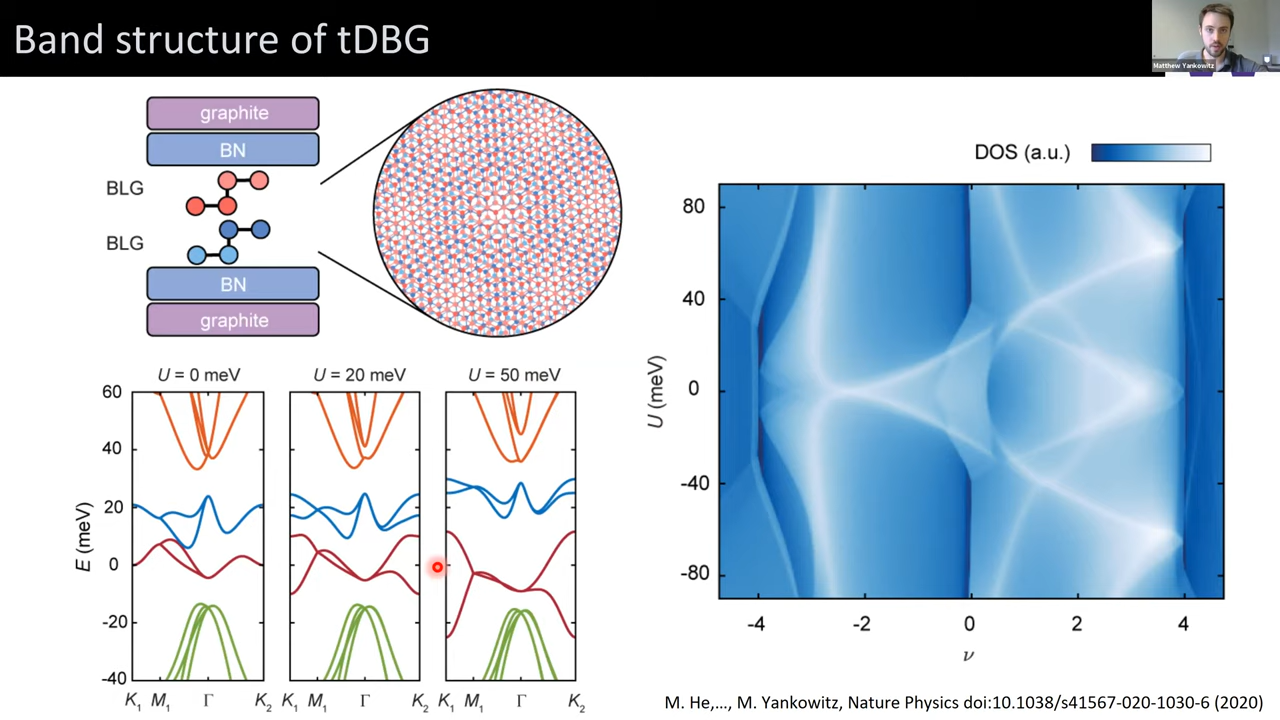 Band structure of tDBG
Matthew Yankowitz
graphite
BN
BLG
BLG
BN
graphite
DOS (a.u.)
U (meV)
80
40
0
-40
-80
-4 -2 0 2 4
ν
U = 0 meV U = 20 meV U = 50 meV
E (meV)
60
40
20
0
-20
-40
K1 M1 Γ K2 K1 M1 Γ K2 K1 M1 Γ K2
M. He,..., M. Yankowitz, Nature Physics doi:10.1038/s41567-020-1030-6 (2020)